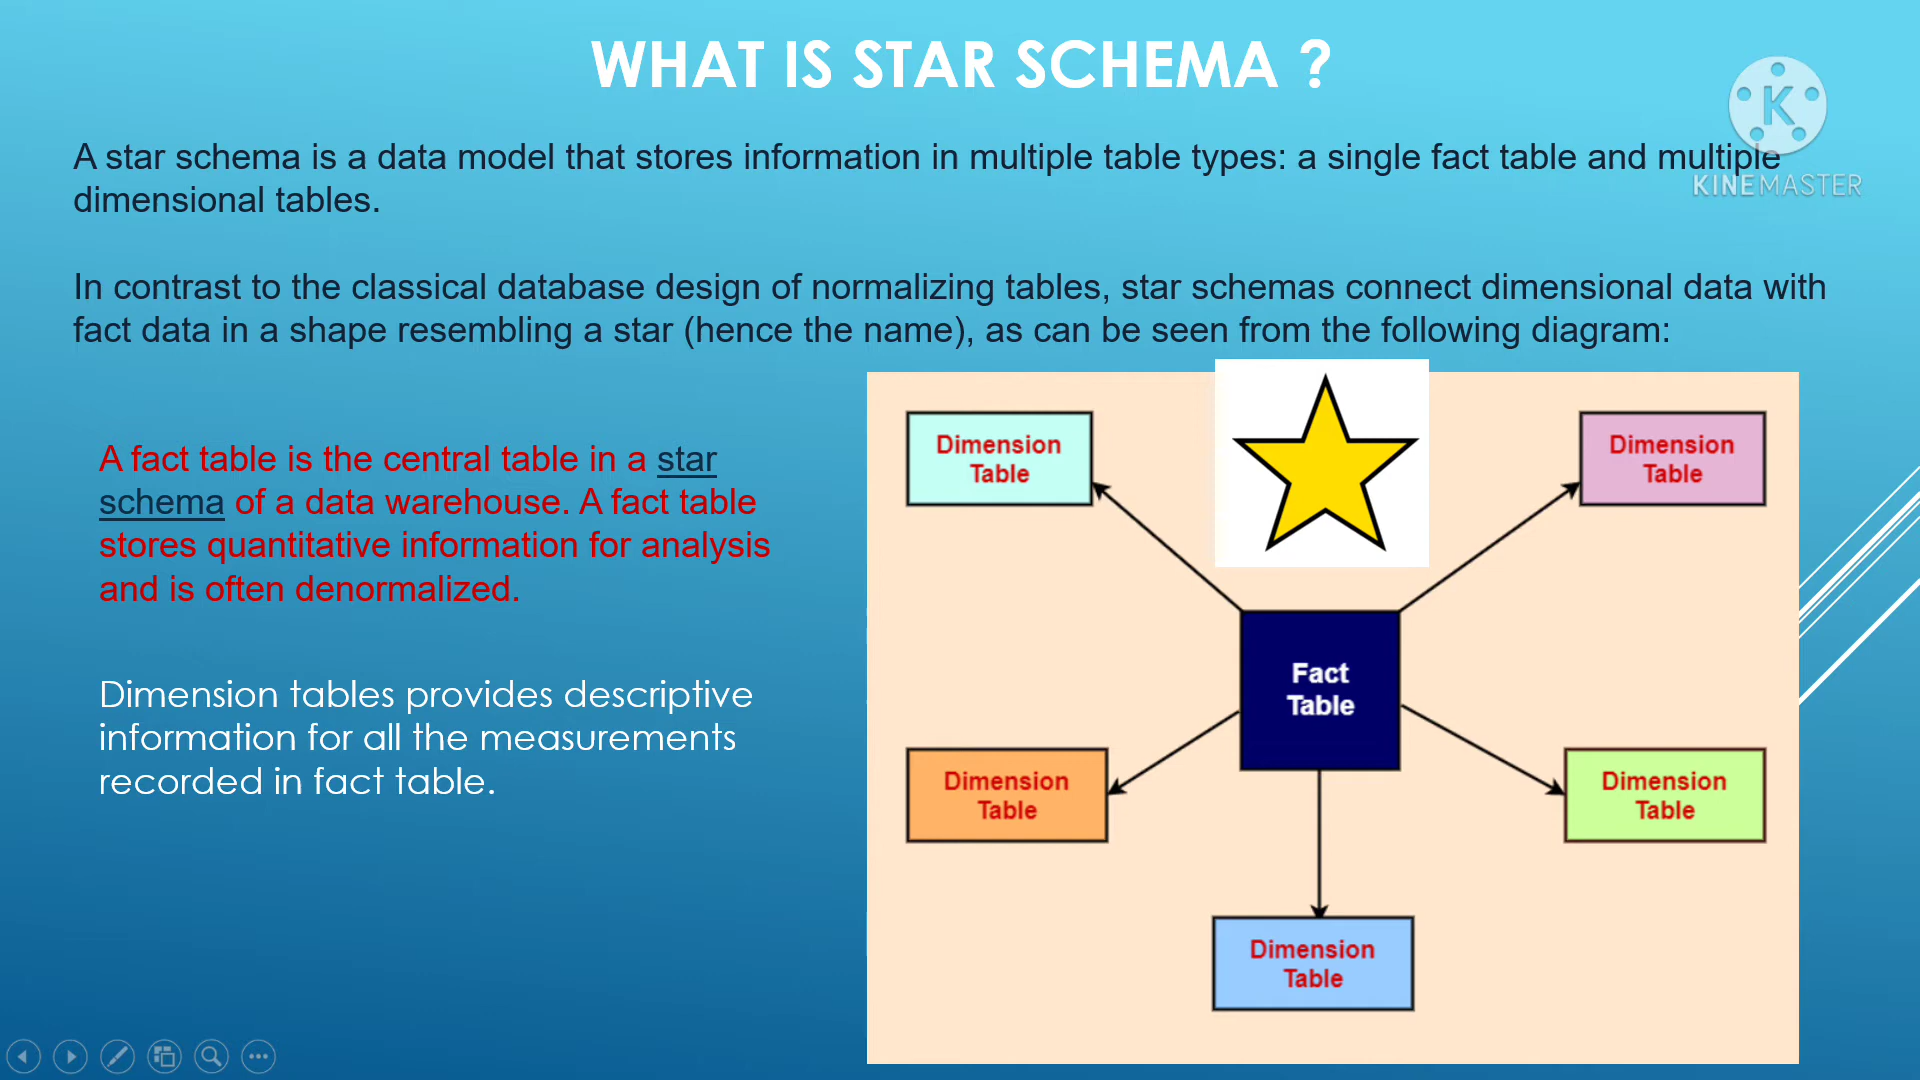 WHAT IS STAR SCHEMA ?
K
KINEMASTER
A star schema is a data model that stores information in multiple table types: a single fact table and multiple
dimensional tables.
In contrast to the classical database design of normalizing tables, star schemas connect dimensional data with
fact data in a shape resembling a star (hence the name), as can be seen from the following diagram:
A fact table is the central table in a star
schema of a data warehouse. A fact table
stores quantitative information for analysis
and is often denormalized.
Dimension tables provides descriptive
information for all the measurements
recorded in fact table.
Dimension
Table
Dimension
Table
Fact
Table
Dimension
Table
Dimension
Table
Dimension
Table